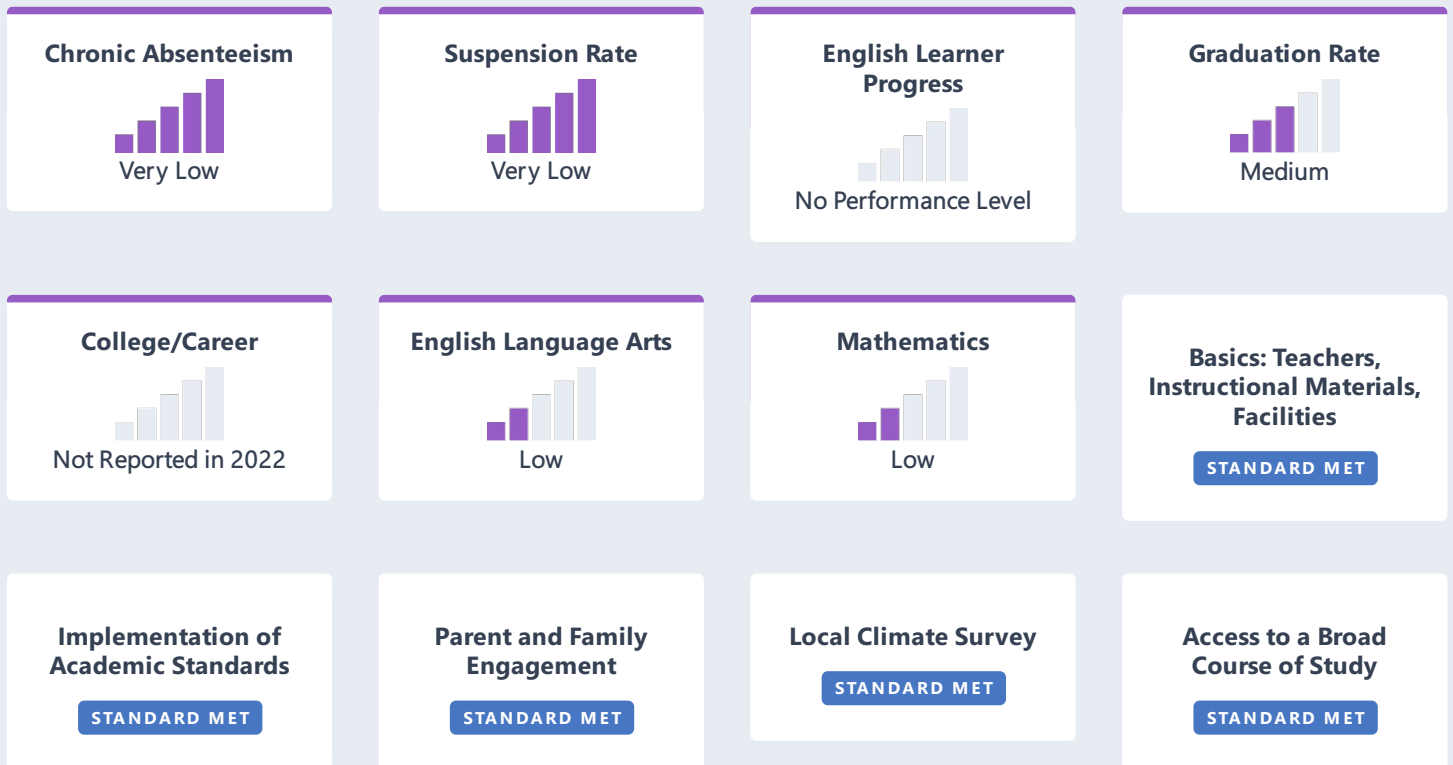 Chronic Absenteeism
Very Low
Suspension Rate
Very Low
English Learner
Progress
No Performance Level
Graduation Rate
Medium
College/Career
Not Reported in 2022
English Language Arts
Low
Mathematics
Low
Basics: Teachers,
Instructional Materials,
Facilities
STANDARD MET
Implementation of
Academic Standards
STANDARD MET
Parent and Family
Engagement
STANDARD MET
Local Climate Survey
STANDARD MET
Access to a Broad
Course of Study
STANDARD MET